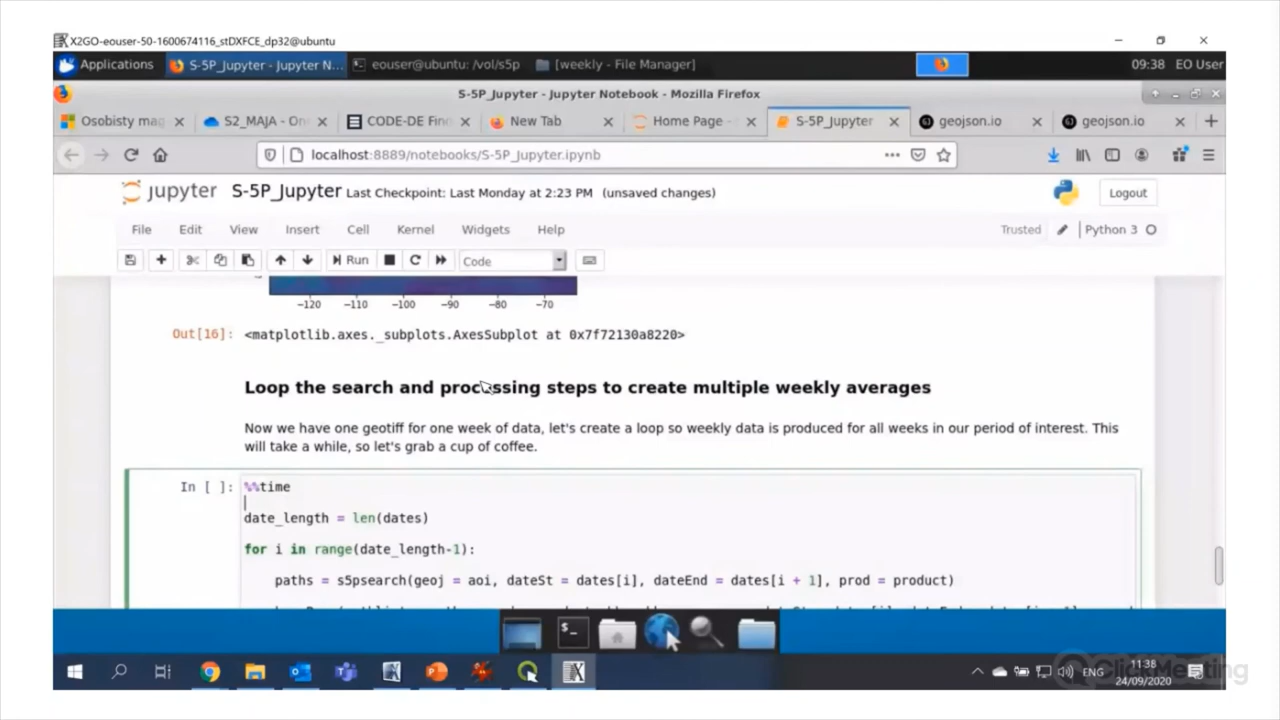 X2GO-eouser-50-1600674116_stDXFCE_dp32@ubuntu
Applications S-5P_Jupyter - Jupyter N... eouser@ubuntu: /vol/s5p [weekly - File Manager] 09:38 EO User
S-5P_Jupyter - Jupyter Notebook - Mozilla Firefox
Osobisty mag S2_MAJA - On CODE-DE Fin New Tab Home Page - S-5P_Jupyter geojson.io geojson.io
localhost:8889/notebooks/S-5P_Jupyter.ipynb
jupyter S-5P_Jupyter Last Checkpoint: Last Monday at 2:23 PM (unsaved changes) Logout
File Edit View Insert Cell Kernel Widgets Help Trusted Python 3
Run Code
−120 −110 −100 −90 −80 −70
Out[16]: <matplotlib.axes._subplots.AxesSubplot at 0x7f72130a8220>
Loop the search and processing steps to create multiple weekly averages
Now we have one geotiff for one week of data, let's create a loop so weekly data is produced for all weeks in our period of interest. This
will take a while, so let's grab a cup of coffee.
In [ ]: %%time
date_length = len(dates)
for i in range(date_length-1):
paths = s5psearch(geoj = aoi, dateSt = dates[i], dateEnd = dates[i + 1], prod = product)
ENG 11:38
24/09/2020
ClickMeeting